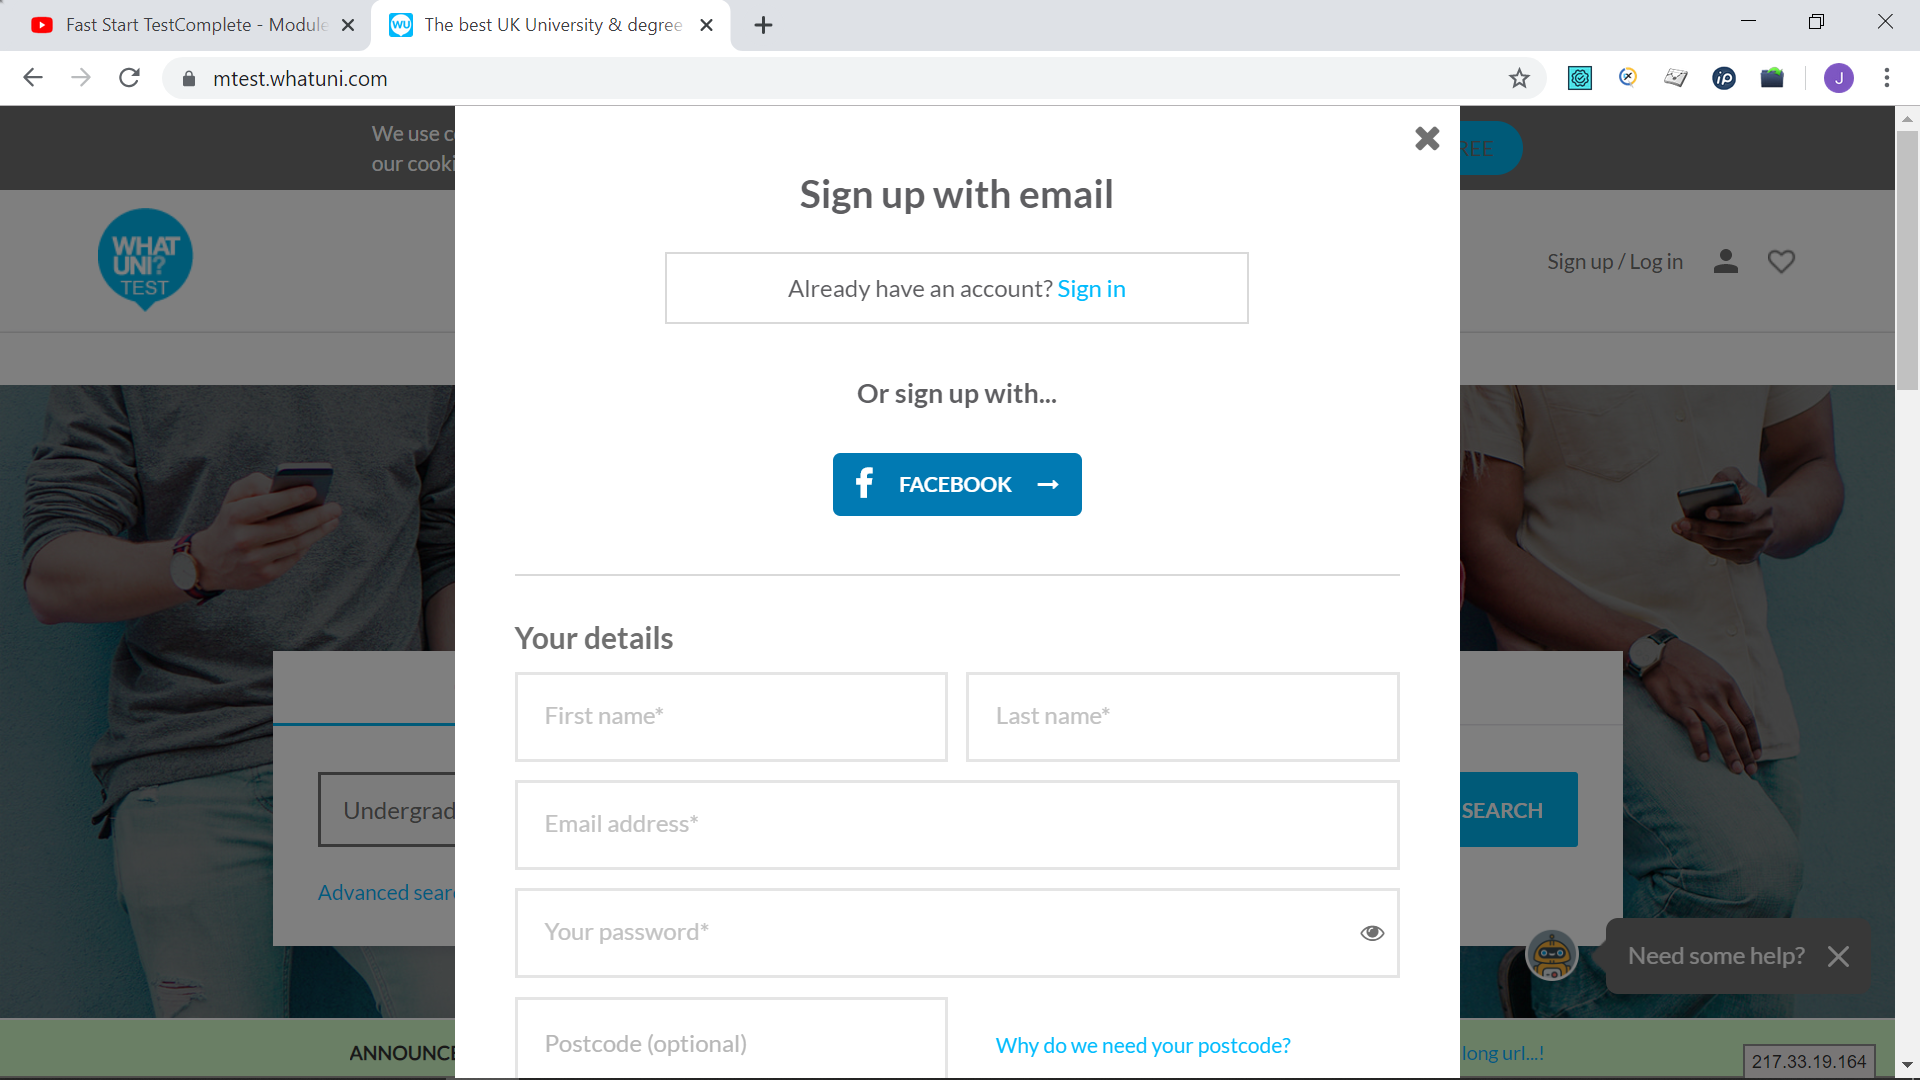 Fast Start TestComplete - Module
The best UK University & degree
mtest.whatuni.com
J
We use c
our cooki
REE
WHAT
UNI?
TEST
Sign up / Log in
Sign up with email
Already have an account? Sign in
Or sign up with...
FACEBOOK
Your details
First name*
Last name*
Email address*
Your password*
Postcode (optional)
Why do we need your postcode?
Undergrad
SEARCH
Advanced sear
Need some help?
ANNOUNCE
long url...!
217.33.19.164